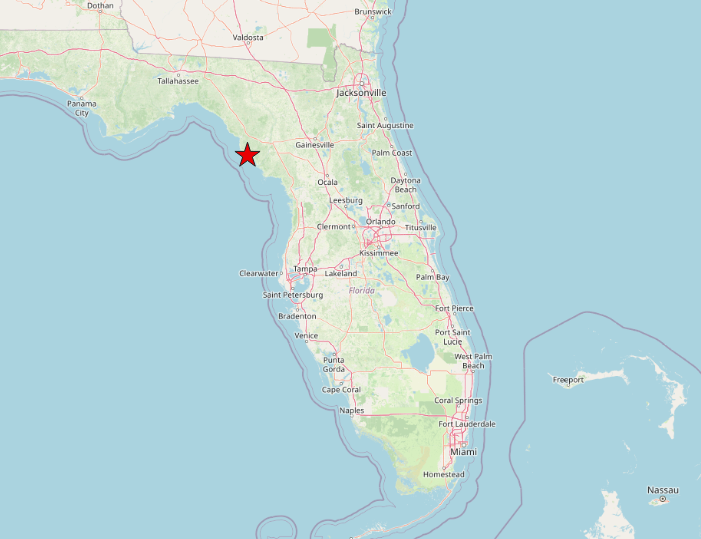 Dothan
Brunswick
Valdosta
Tallahassee
Jacksonville
Panama
City
Saint Augustine
Gainesville
Palm Coast
Ocala
Daytona
Beach
Leesburg
Sanford
Orlando
Clermont
Titusville
Kissimmee
Clearwater
Tampa
Lakeland
Palm Bay
Saint Petersburg
Florida
Bradenton
Fort Pierce
Venice
Port Saint
Lucie
Punta
Gorda
West Palm
Beach
Freeport
Cape Coral
Coral Springs
Naples
Fort Lauderdale
Miami
Homestead
Nassau